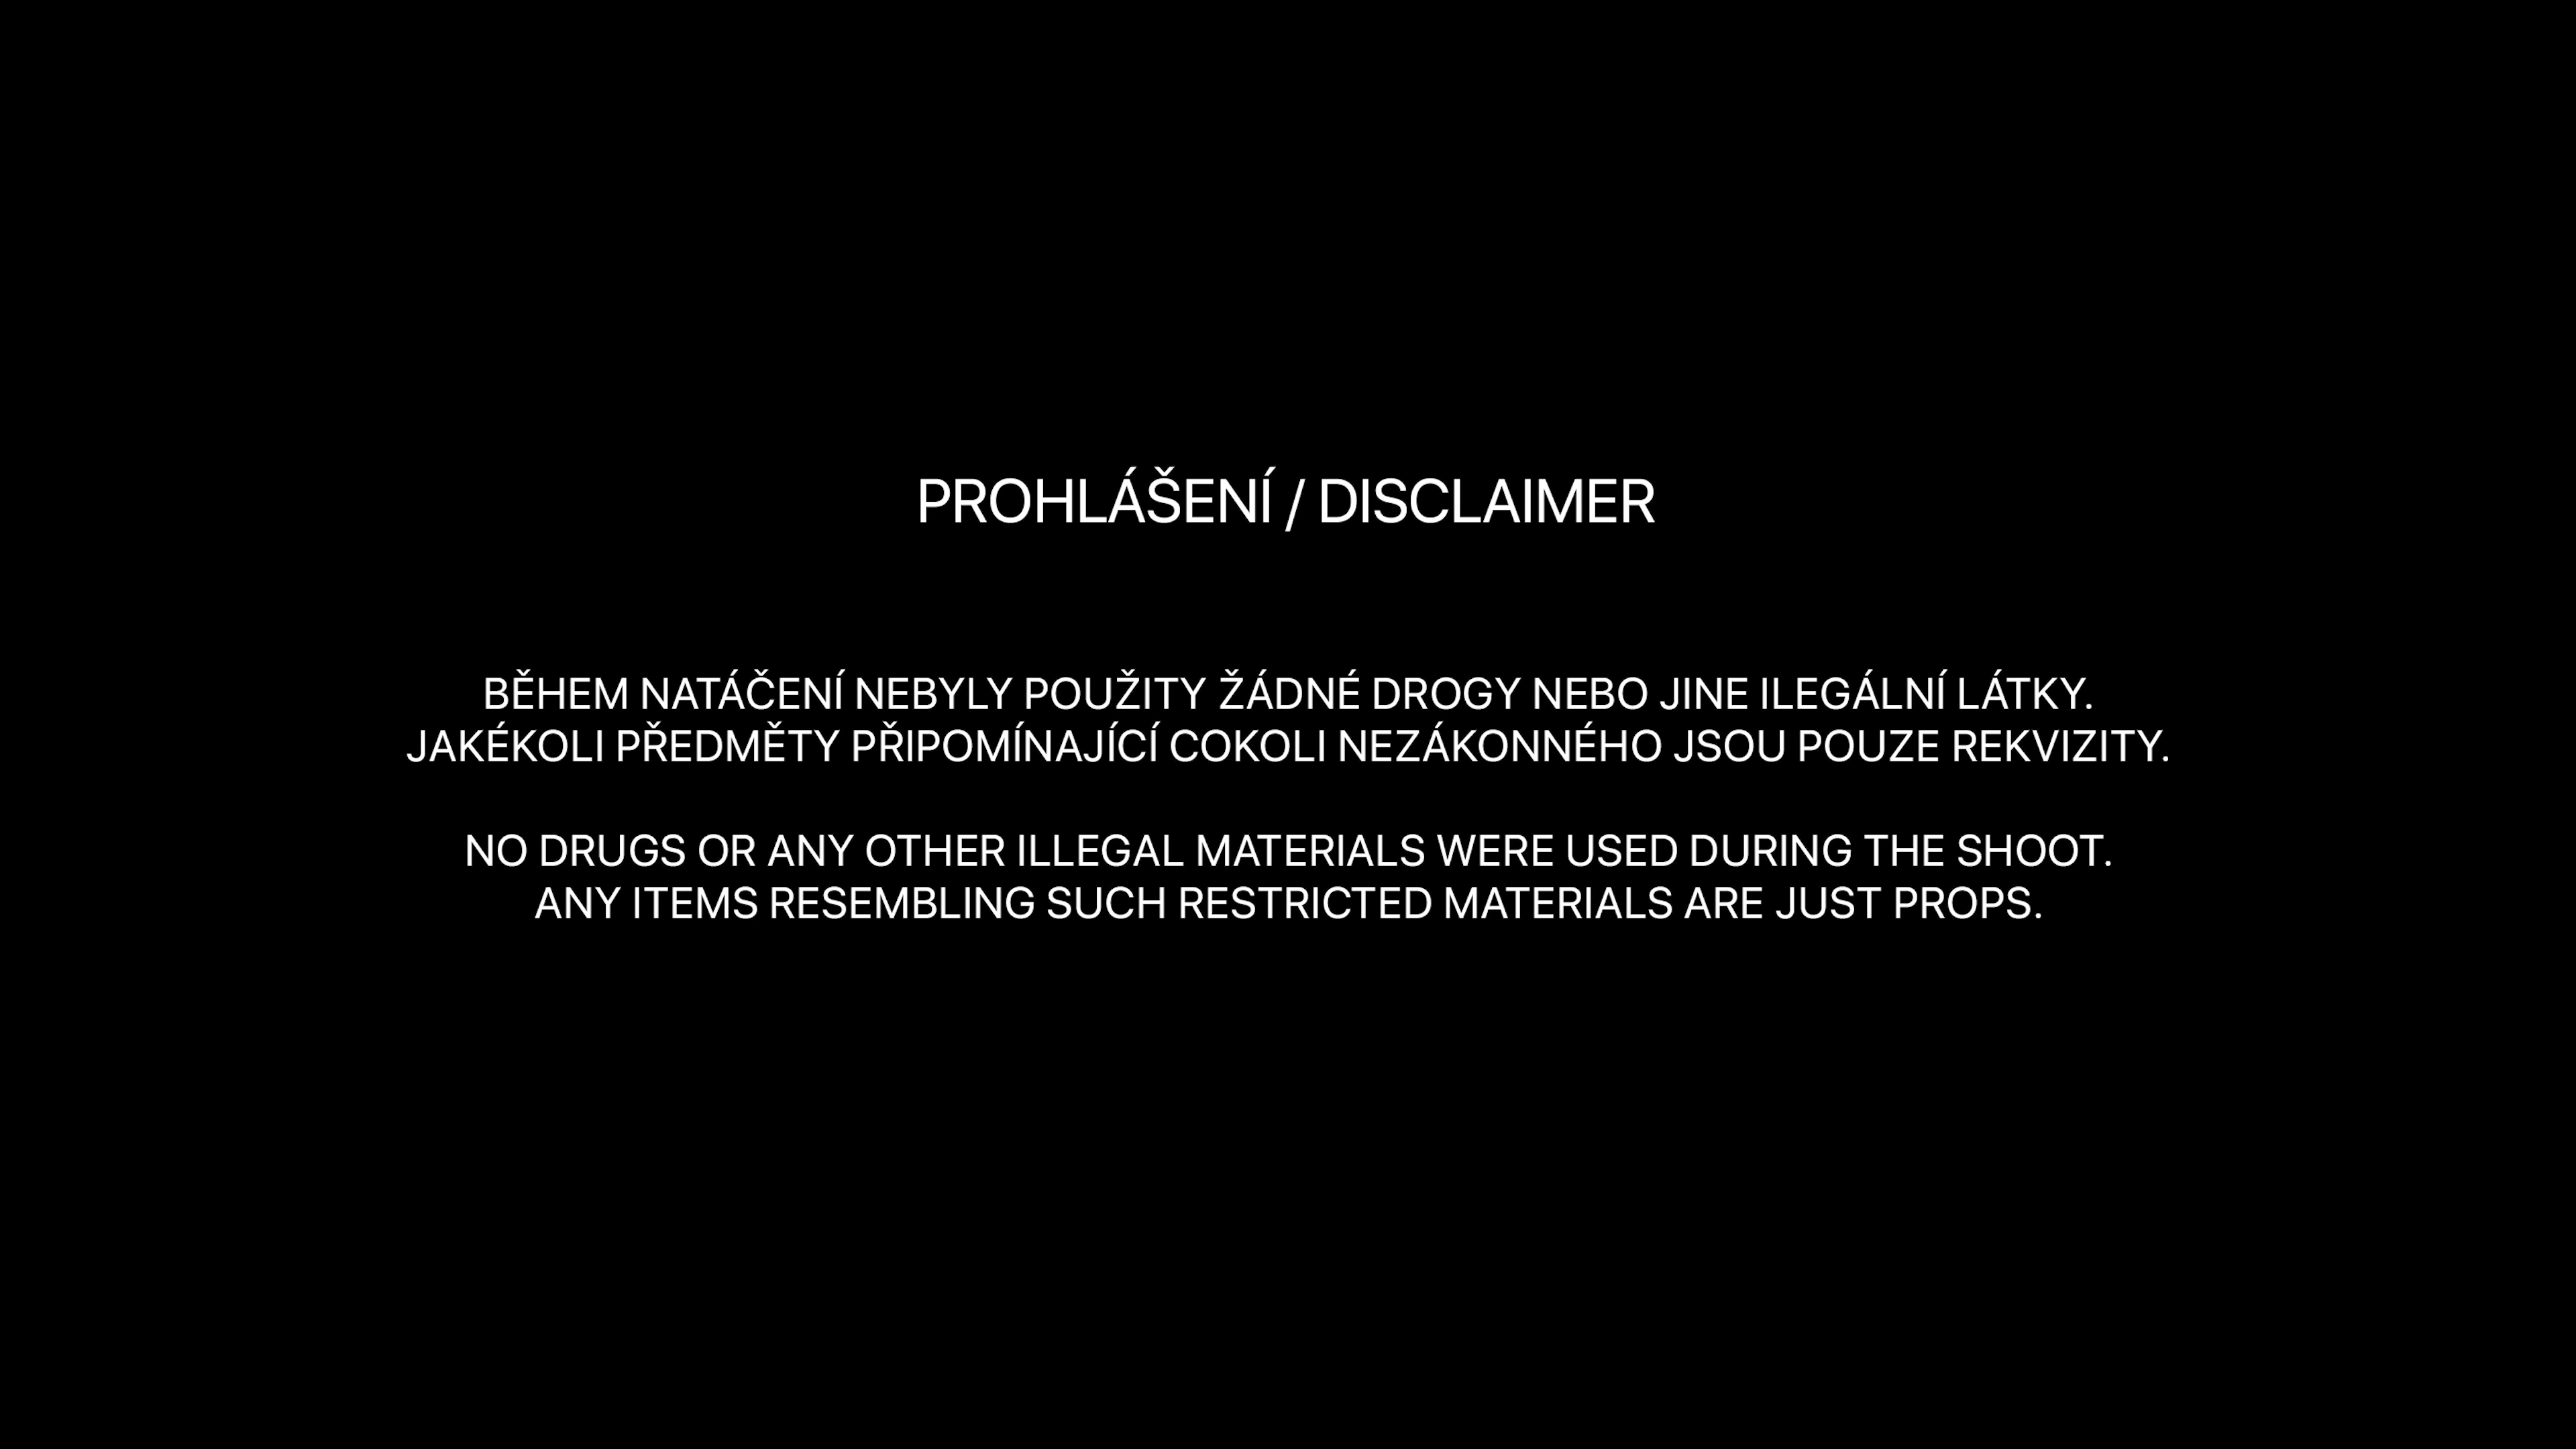 PROHLÁŠENÍ / DISCLAIMER
BĚHEM NATÁČENÍ NEBYLY POUŽITY ŽÁDNÉ DROGY NEBO JINE ILEGÁLNÍ LÁTKY.
JAKÉKOLI PŘEDMĚTY PŘIPOMÍNAJÍCÍ COKOLI NEZÁKONNÉHO JSOU POUZE REKVIZITY.
NO DRUGS OR ANY OTHER ILLEGAL MATERIALS WERE USED DURING THE SHOOT.
ANY ITEMS RESEMBLING SUCH RESTRICTED MATERIALS ARE JUST PROPS.